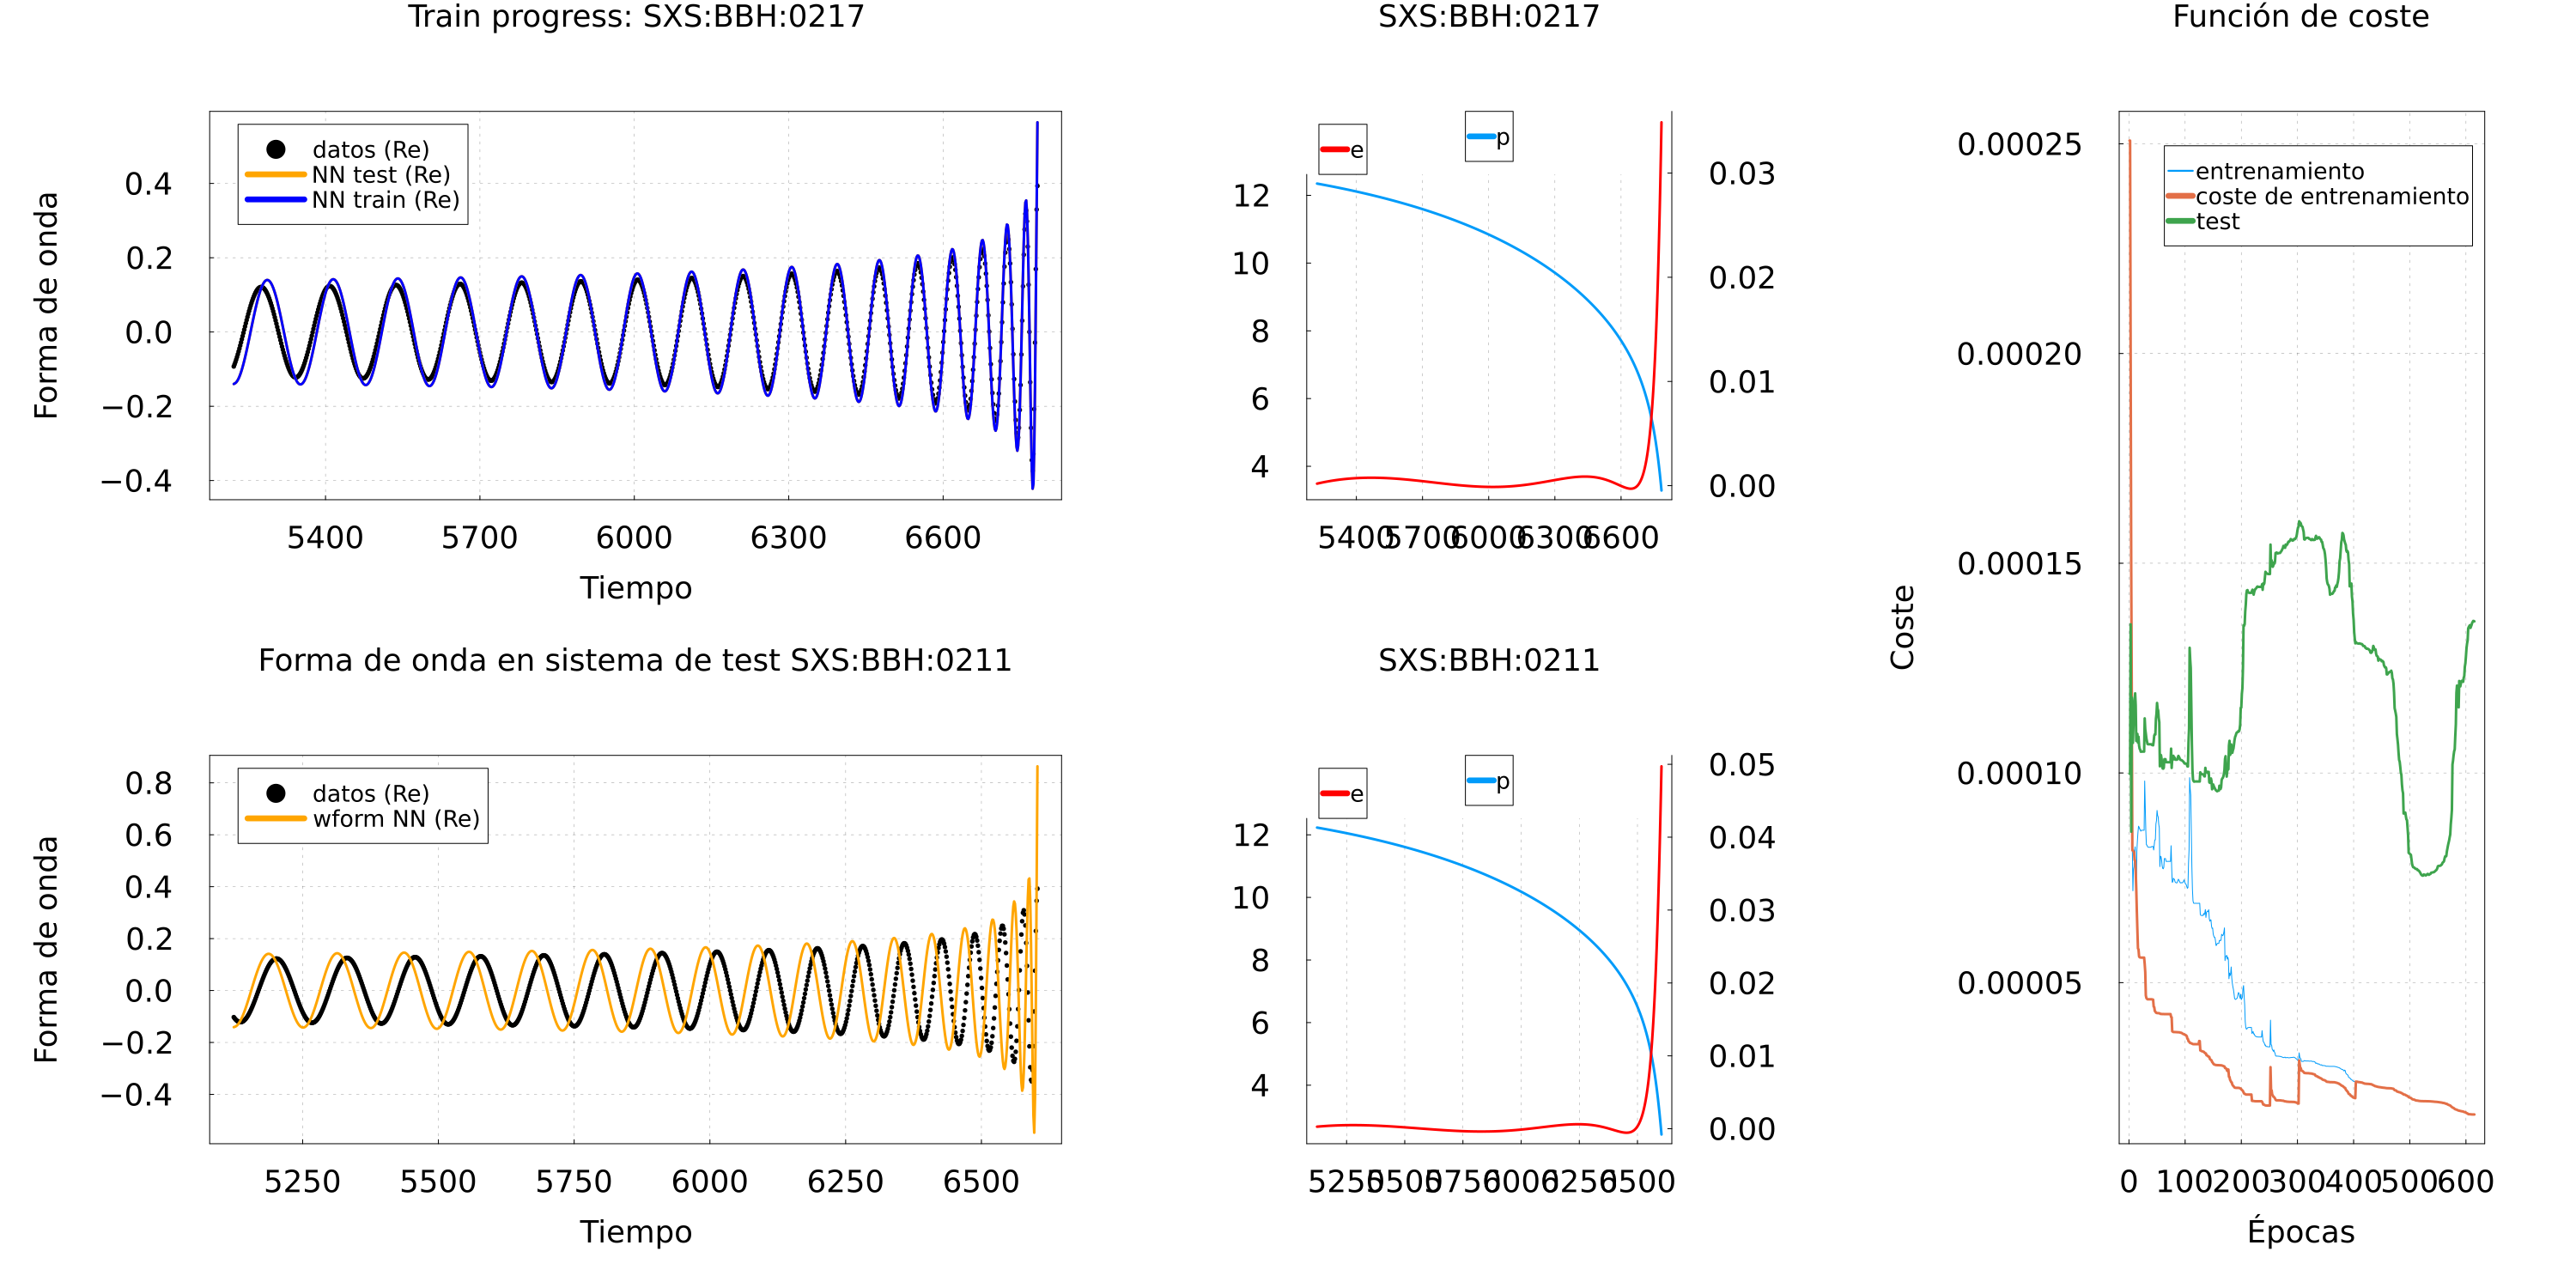 Train progress: SXS:BBH:0217
SXS:BBH:0217
Función de coste
datos (Re)
NN test (Re)
NN train (Re)
0.4
0.2
0.0
−0.2
−0.4
Forma de onda
5400
5700
6000
6300
6600
Tiempo
e
p
12
10
8
6
4
0.03
0.02
0.01
0.00
5400
5700
6000
6300
6600
Forma de onda en sistema de test SXS:BBH:0211
SXS:BBH:0211
datos (Re)
wform NN (Re)
0.8
0.6
0.4
0.2
0.0
−0.2
−0.4
Forma de onda
5250
5500
5750
6000
6250
6500
Tiempo
e
p
12
10
8
6
4
0.05
0.04
0.03
0.02
0.01
0.00
5250
5500
5750
6000
6250
6500
entrenamiento
coste de entrenamiento
test
0.00025
0.00020
0.00015
0.00010
0.00005
Coste
0
100
200
300
400
500
600
Épocas